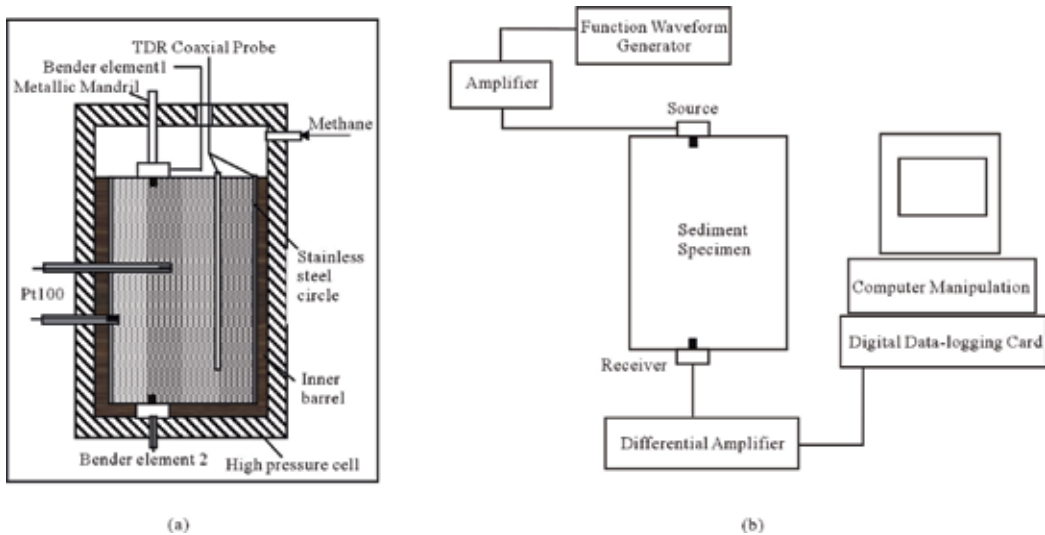 TDR Coaxial Probe
Bender element1
Metallic Mandril
Methane
Stainless
steel
circle
Pt100
Inner
barrel
Bender element 2
High pressure cell
(a)
Function Waveform
Generator
Amplifier
Source
Sediment
Specimen
Computer Manipulation
Digital Data-logging Card
Receiver
Differential Amplifier
(b)